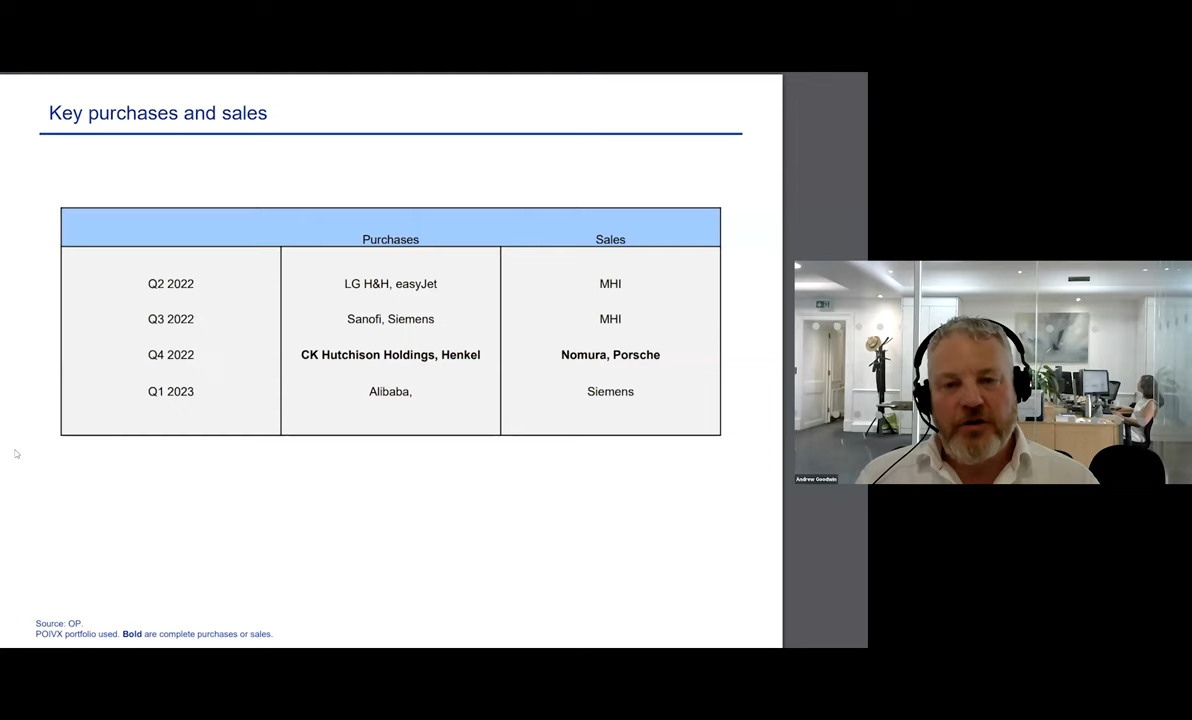 Key purchases and sales
Purchases Sales
Q2 2022 LG H&H, easyJet MHI
Q3 2022 Sanofi, Siemens MHI
Q4 2022 CK Hutchison Holdings, Henkel Nomura, Porsche
Q1 2023 Alibaba, Siemens
Andrew Goodwin
Source: OP.
POIVX portfolio used. Bold are complete purchases or sales.